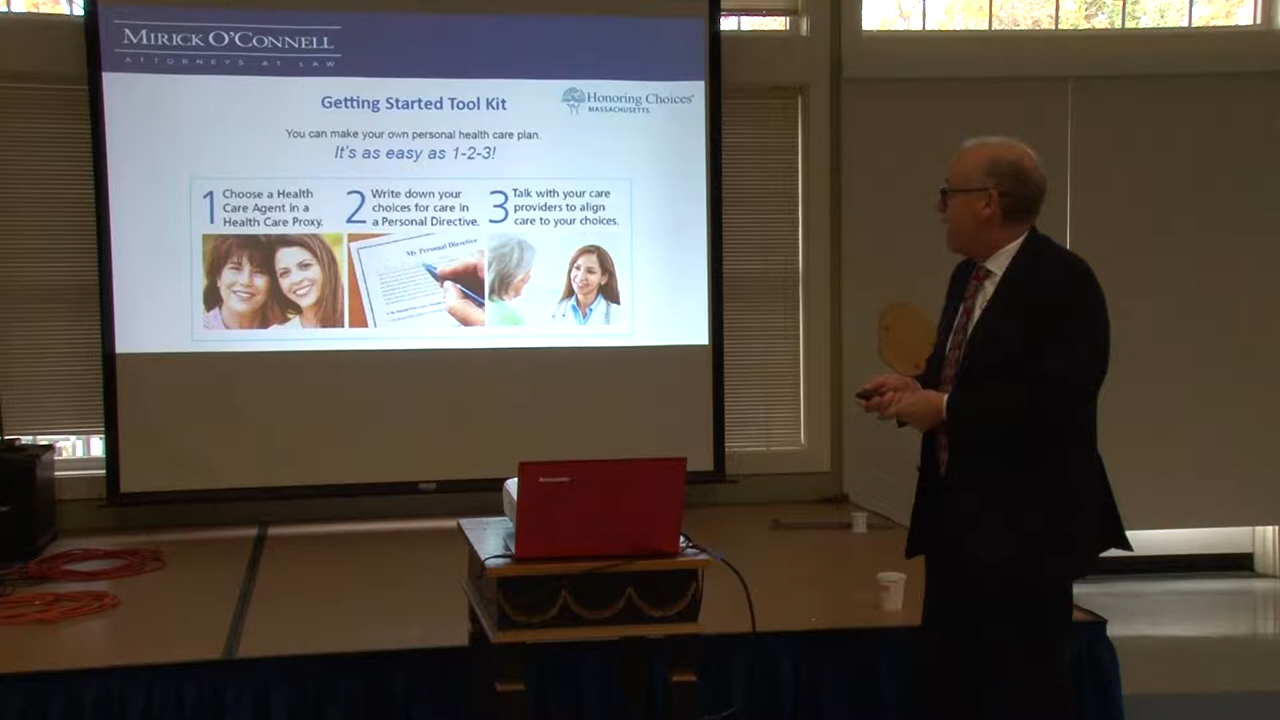 MIRICK O'CONNELL
ATTORNEYS AT LAW
Getting Started Tool Kit
Honoring Choices®
MASSACHUSETTS
You can make your own personal health care plan.
It's as easy as 1-2-3!
1 Choose a Health
Care Agent in a
Health Care Proxy.
2 Write down your
choices for care in
a Personal Directive.
3 Talk with your care
providers to align
care to your choices.
My Personal Directive
lenovo